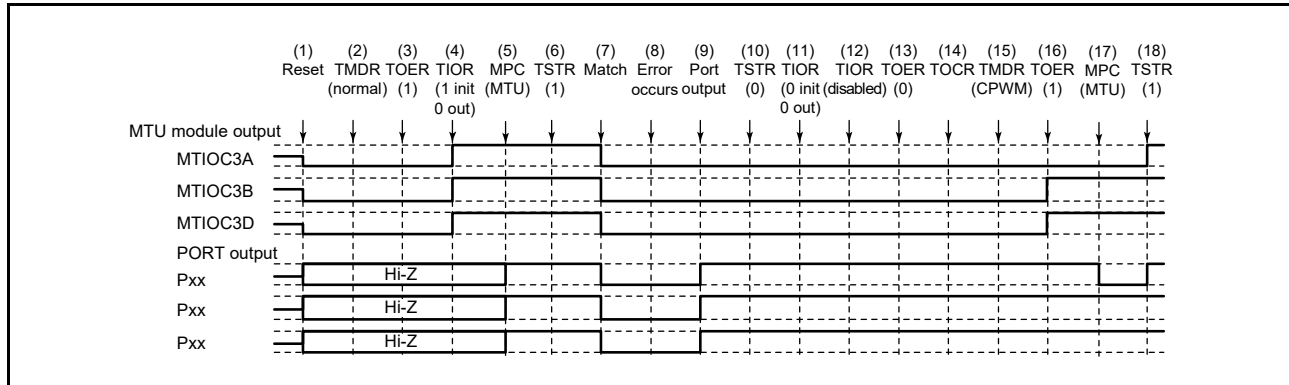 (1) (2) (3) (4) (5) (6) (7) (8) (9) (10) (11) (12) (13) (14) (15) (16) (17) (18)
Reset TMDR TOER TIOR MPC TSTR Match Error Port TSTR TIOR TIOR TOER TOCR TMDR TOER MPC TSTR
(normal) (1) (1 init (MTU) (1) occurs output (0) (0 init (disabled) (0) (CPWM) (1) (MTU) (1)
0 out) 0 out)
MTU module output
MTIOC3A
MTIOC3B
MTIOC3D
PORT output
Pxx Hi-Z
Pxx Hi-Z
Pxx Hi-Z